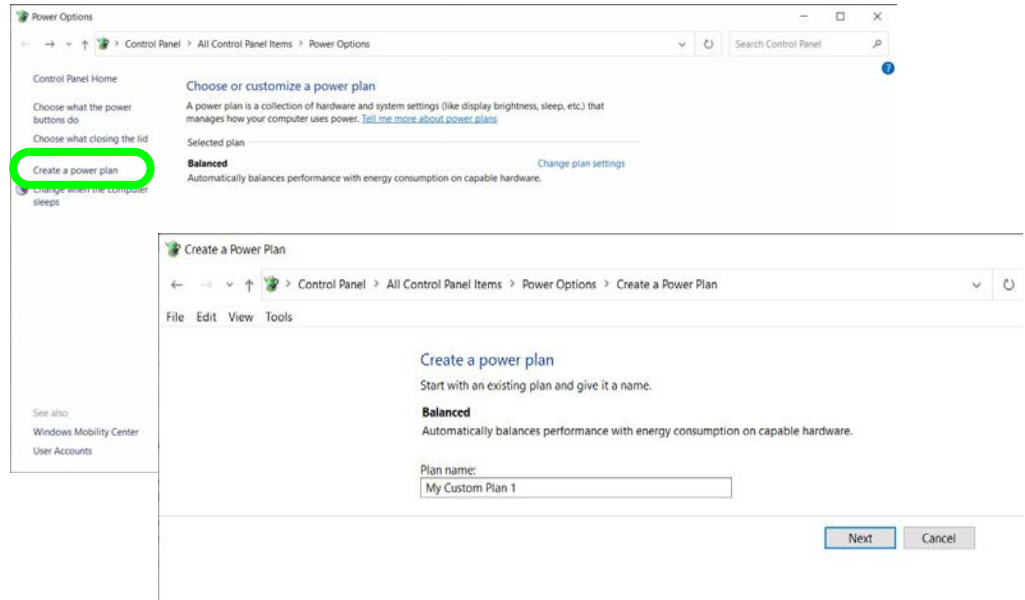 Power Options
Control Panel > All Control Panel Items > Power Options
Search Control Panel
Control Panel Home
Choose what the power
buttons do
Choose what closing the lid
Create a power plan
Change when the computer
sleeps
Choose or customize a power plan
A power plan is a collection of hardware and system settings (like display brightness, sleep, etc.) that
manages how your computer uses power. Tell me more about power plans
Selected plan
Balanced
Change plan settings
Automatically balances performance with energy consumption on capable hardware.
See also
Windows Mobility Center
User Accounts
Create a Power Plan
Control Panel > All Control Panel Items > Power Options > Create a Power Plan
File Edit View Tools
Create a power plan
Start with an existing plan and give it a name.
Balanced
Automatically balances performance with energy consumption on capable hardware.
Plan name:
My Custom Plan 1
Next Cancel